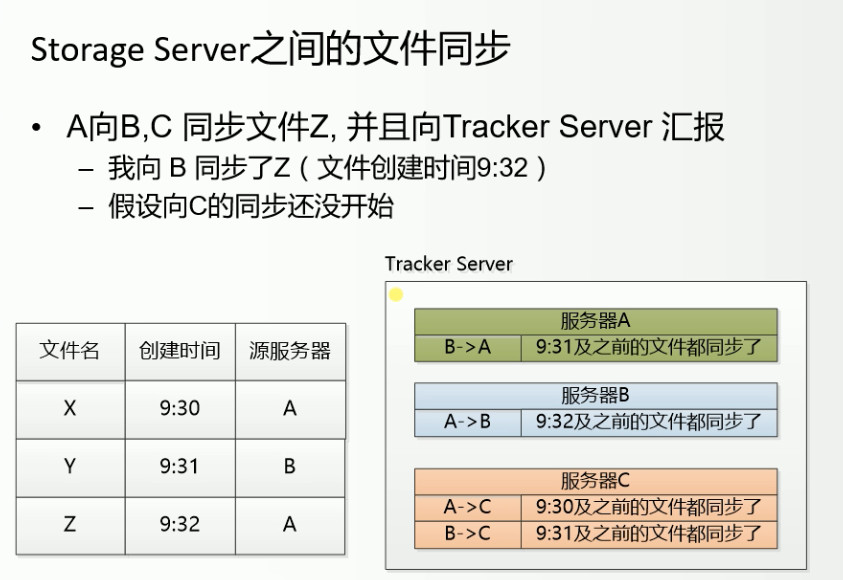 Storage Server之间的文件同步
• A向B,C 同步文件Z, 并且向Tracker Server 汇报
– 我向 B 同步了Z（文件创建时间9:32）
– 假设向C的同步还没开始
文件名 创建时间 源服务器
X 9:30 A
Y 9:31 B
Z 9:32 A
Tracker Server
服务器A
B->A 9:31及之前的文件都同步了
服务器B
A->B 9:32及之前的文件都同步了
服务器C
A->C 9:30及之前的文件都同步了
B->C 9:31及之前的文件都同步了